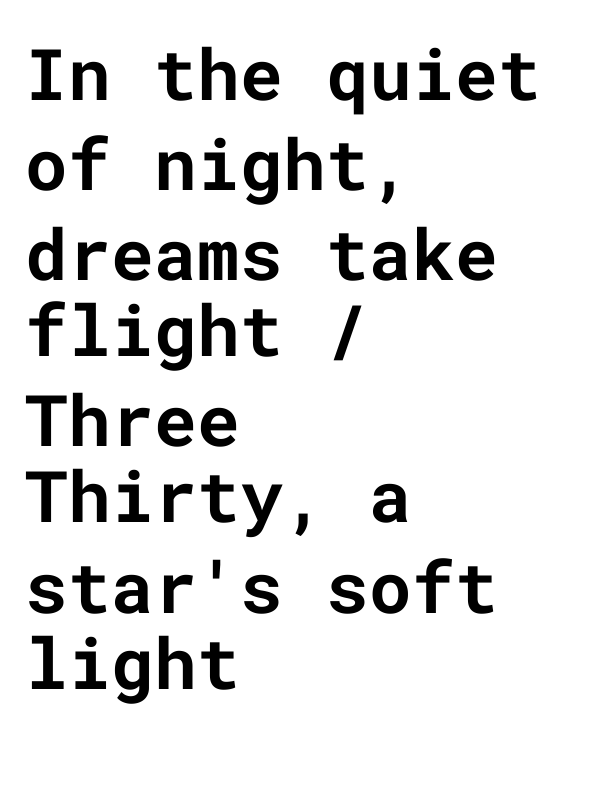 In the quiet
of night,
dreams take
flight /
Three
Thirty, a
star's soft
light